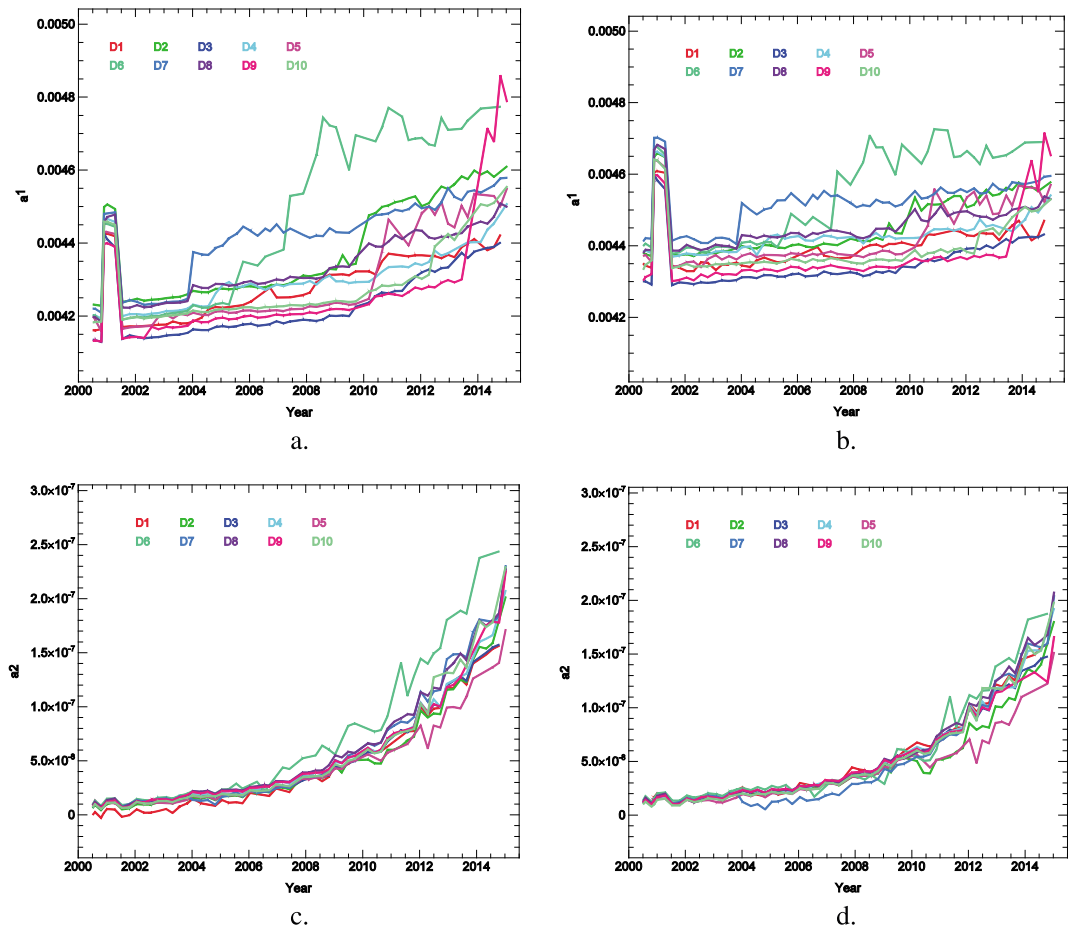 0.0050
D1 D2 D3 D4 D5
D6 D7 D8 D9 D10
0.0048
0.0046
a1
0.0044
0.0042
2000 2002 2004 2006 2008 2010 2012 2014
Year
a.
0.0050
D1 D2 D3 D4 D5
D6 D7 D8 D9 D10
0.0048
0.0046
a1
0.0044
0.0042
2000 2002 2004 2006 2008 2010 2012 2014
Year
b.
3.0×10⁻⁷
D1 D2 D3 D4 D5
D6 D7 D8 D9 D10
2.5×10⁻⁷
2.0×10⁻⁷
a2
1.5×10⁻⁷
1.0×10⁻⁷
5.0×10⁻⁸
0
2000 2002 2004 2006 2008 2010 2012 2014
Year
c.
3.0×10⁻⁷
D1 D2 D3 D4 D5
D6 D7 D8 D9 D10
2.5×10⁻⁷
2.0×10⁻⁷
a2
1.5×10⁻⁷
1.0×10⁻⁷
5.0×10⁻⁸
0
2000 2002 2004 2006 2008 2010 2012 2014
Year
d.